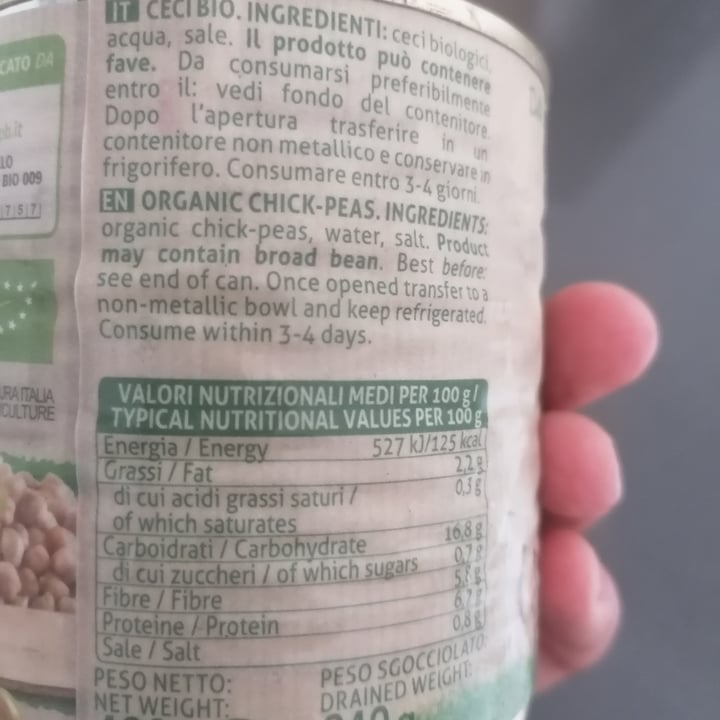 IT CECI BIO. INGREDIENTI: ceci biologici,
acqua, sale. Il prodotto può contenere
fave. Da consumarsi preferibilmente
entro il: vedi fondo del contenitore.
Dopo l'apertura trasferire in un
contenitore non metallico e conservare in
frigorifero. Consumare entro 3-4 giorni.
EN ORGANIC CHICK-PEAS. INGREDIENTS:
organic chick-peas, water, salt. Product
may contain broad bean. Best before:
see end of can. Once opened transfer to a
non-metallic bowl and keep refrigerated.
Consume within 3-4 days.
VALORI NUTRIZIONALI MEDI PER 100 g /
TYPICAL NUTRITIONAL VALUES PER 100 g
Energia / Energy 527 kJ/125 kcal
Grassi / Fat 2,2 g
di cui acidi grassi saturi / 0,3 g
of which saturates
Carboidrati / Carbohydrate 16,8 g
di cui zuccheri / of which sugars 0,7 g
Fibre / Fibre
Proteine / Protein 6,7 g
Sale / Salt 0,8 g
PESO NETTO:
NET WEIGHT:
PESO SGOCCIOLATO:
DRAINED WEIGHT:
240 g
DA
BIO 009
7 5 7
ITALIA